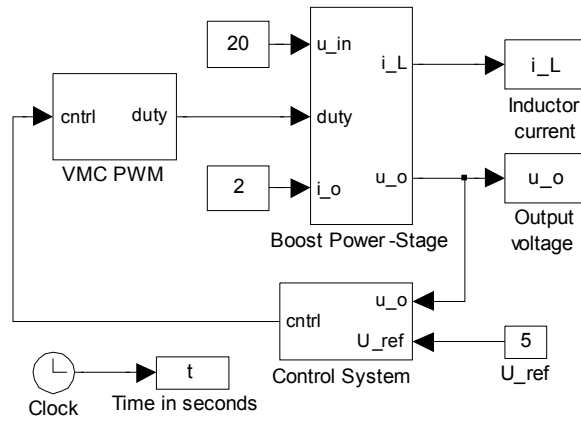 20
u_in
i_L
i_L
Inductor
current
cntrl
duty
duty
VMC PWM
2
i_o
u_o
u_o
Boost Power -Stage
Output
voltage
u_o
cntrl
U_ref
5
Control System
U_ref
t
Clock
Time in seconds